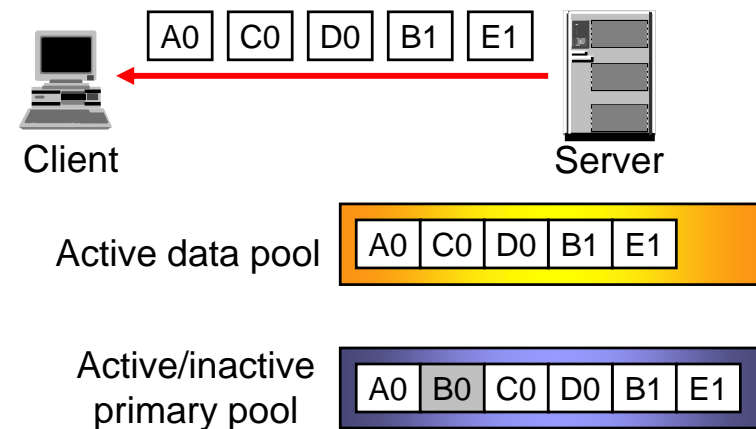 A0 C0 D0 B1 E1
Client
Server
Active data pool
A0 C0 D0 B1 E1
Active/inactive
primary pool
A0 B0 C0 D0 B1 E1